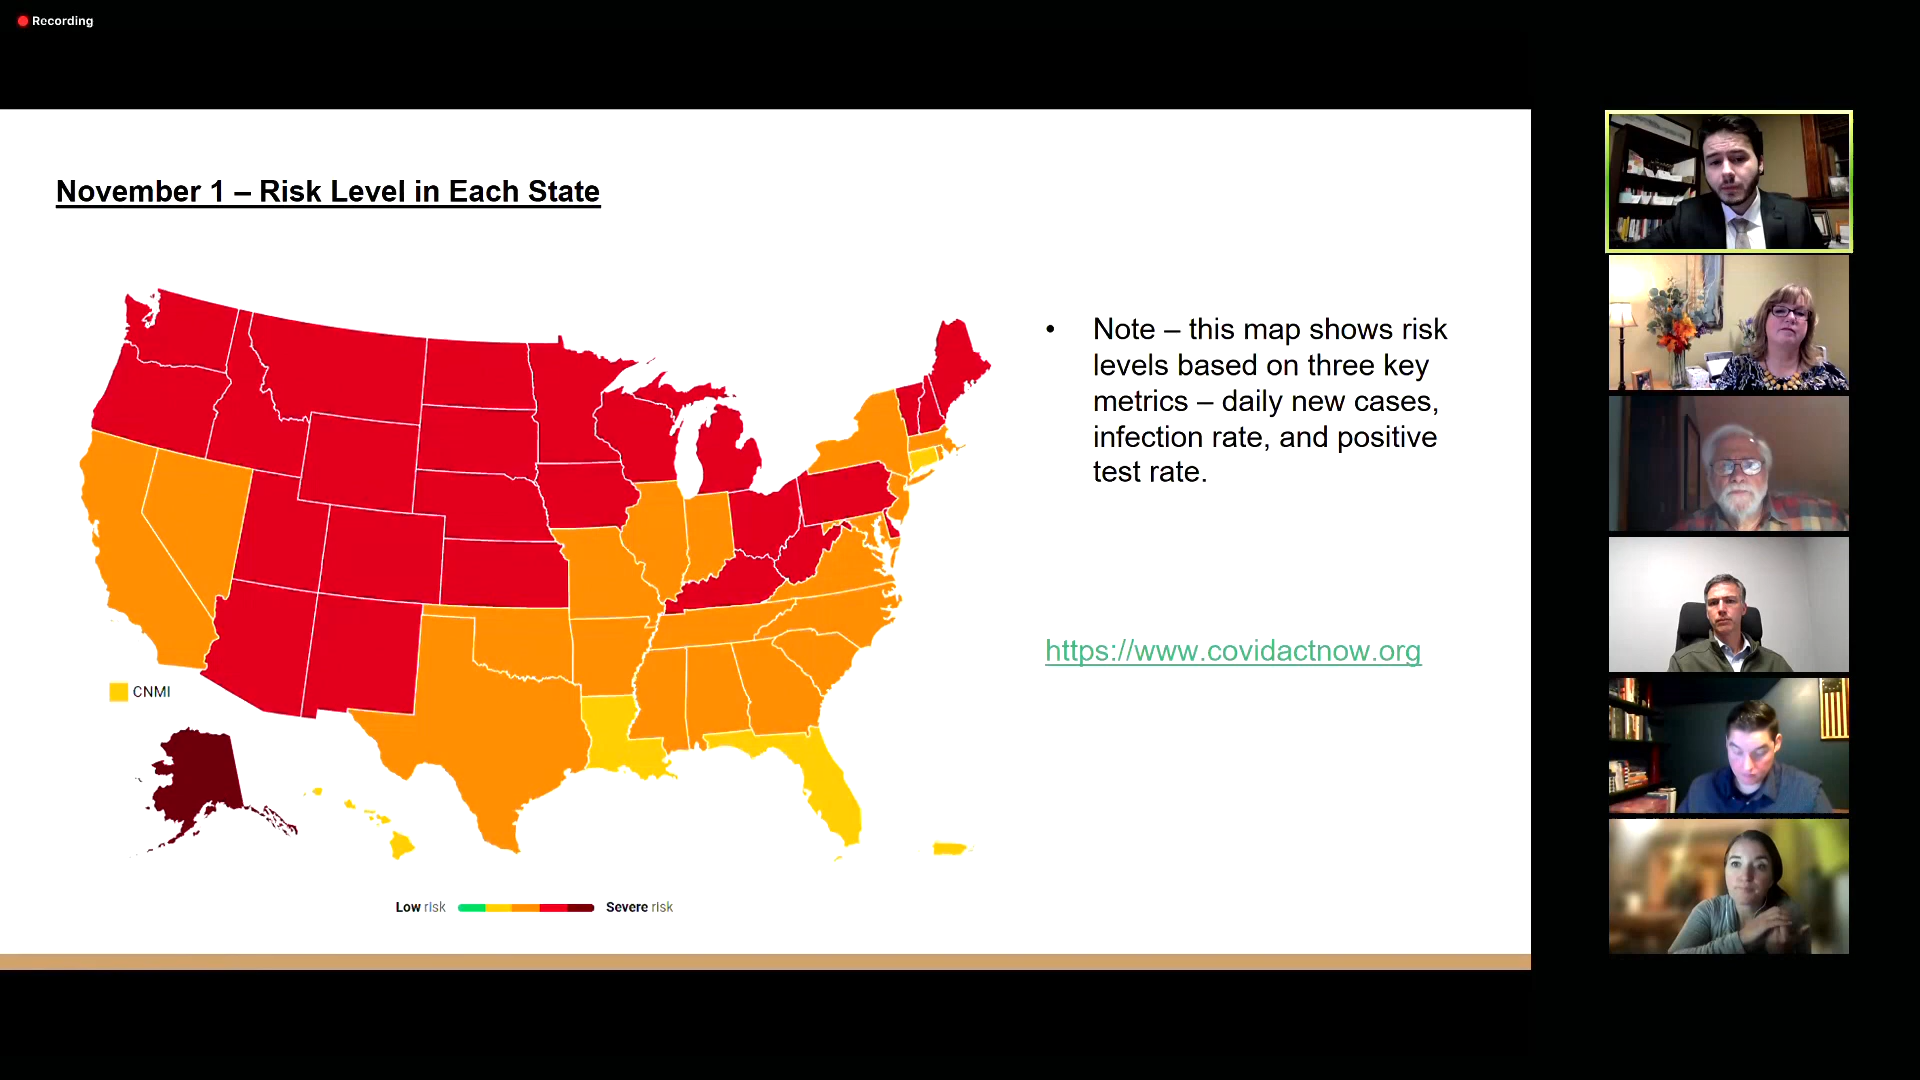 Recording
November 1 – Risk Level in Each State
• Note – this map shows risk
levels based on three key
metrics – daily new cases,
infection rate, and positive
test rate.
https://www.covidactnow.org
CNMI
Low risk Severe risk